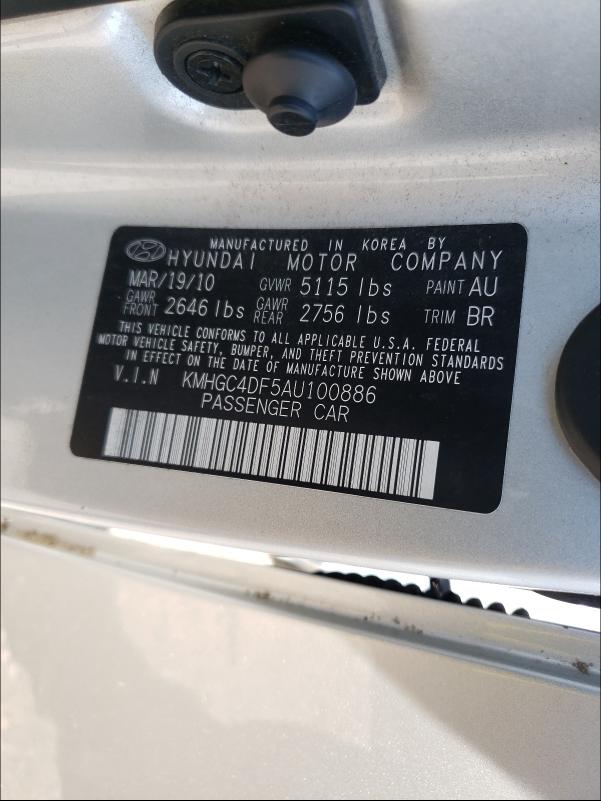 MANUFACTURED IN KOREA BY
HYUNDAI MOTOR COMPANY
MAR/19/10 GVWR 5115 lbs PAINT AU
GAWR FRONT 2646 lbs GAWR REAR 2756 lbs TRIM BR
THIS VEHICLE CONFORMS TO ALL APPLICABLE U.S.A. FEDERAL
MOTOR VEHICLE SAFETY, BUMPER, AND THEFT PREVENTION STANDARDS
IN EFFECT ON THE DATE OF MANUFACTURE SHOWN ABOVE
V.I.N KMHGC4DF5AU100886
PASSENGER CAR